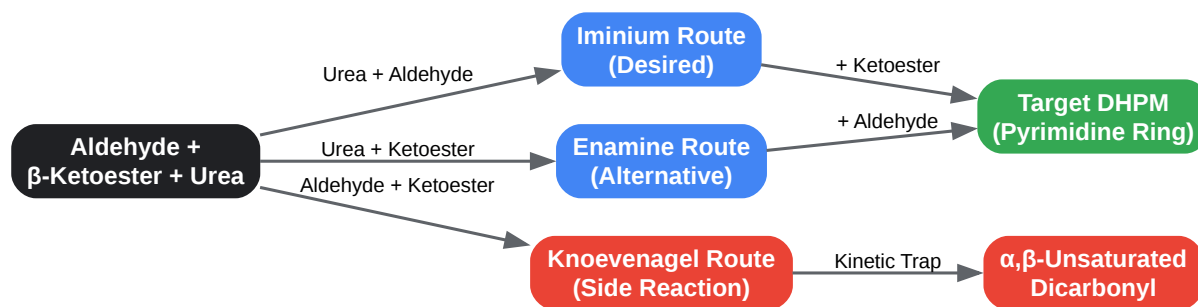 Iminium Route
(Desired)
Urea + Aldehyde
+ Ketoester
Target DHPM
(Pyrimidine Ring)
Aldehyde +
β-Ketoester + Urea
Urea + Ketoester
Enamine Route
(Alternative)
+ Aldehyde
Aldehyde + Ketoester
Knoevenagel Route
(Side Reaction)
Kinetic Trap
α,β-Unsaturated
Dicarbonyl